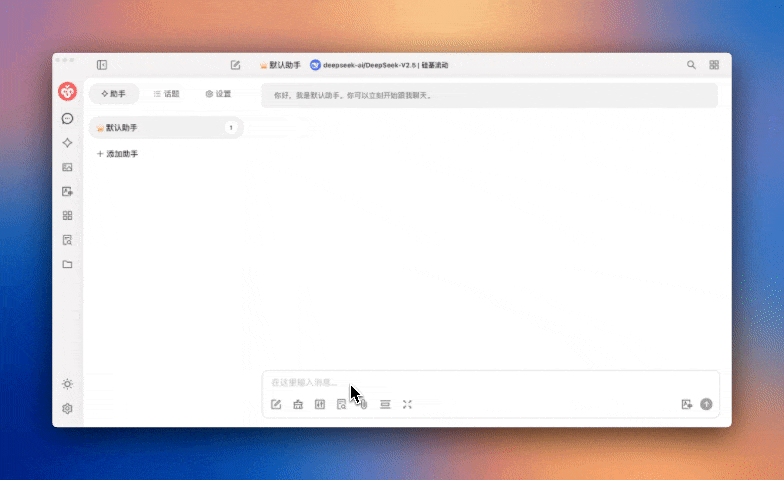 默认助手 deepseek-ai/DeepSeek-V2.5 | 硅基流动
助手 话题 设置
你好，我是默认助手。你可以立刻开始跟我聊天。
默认助手 1
+ 添加助手
在这里输入消息...